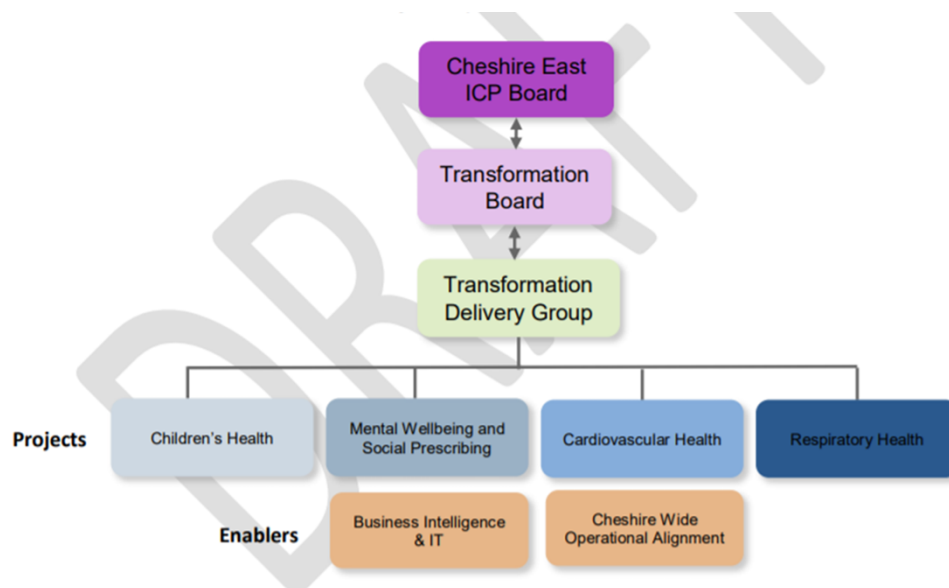 DRAFT
Cheshire East
ICP Board
Transformation
Board
Transformation
Delivery Group
Projects
Children's Health
Mental Wellbeing and
Social Prescribing
Cardiovascular Health
Respiratory Health
Enablers
Business Intelligence
& IT
Cheshire Wide
Operational Alignment